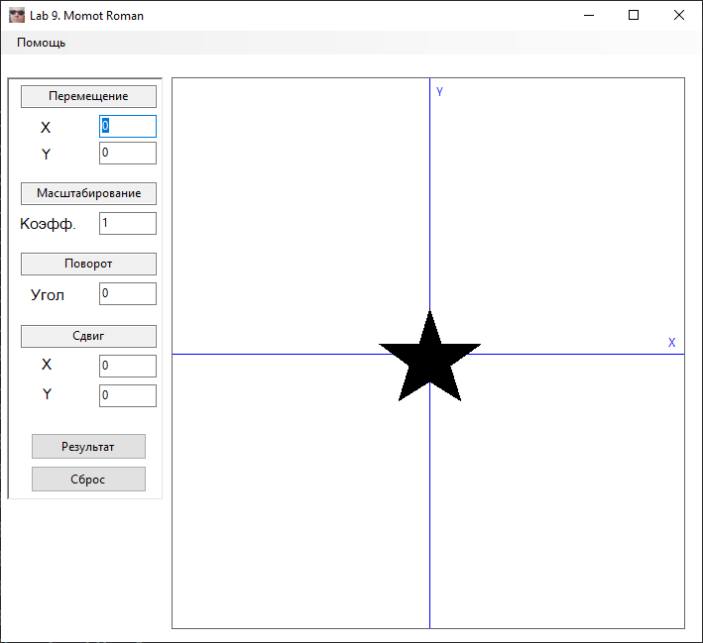 Lab 9. Momot Roman
Помощь
Перемещение
X 0
Y 0
Масштабирование
Коэфф. 1
Поворот
Угол 0
Сдвиг
X 0
Y 0
Результат
Сброс
Y
X